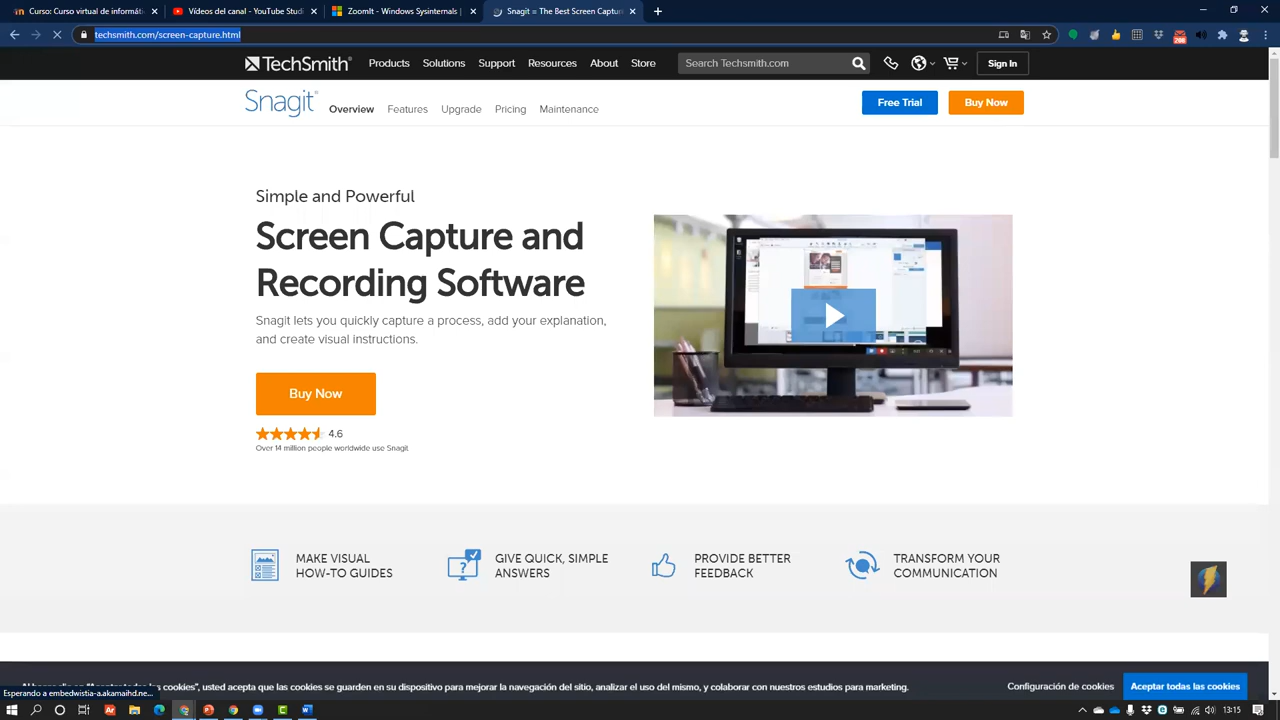 Curso: Curso virtual de informátic
Vídeos del canal - YouTube Studi
ZoomIt - Windows Sysinternals
Snagit = The Best Screen Captur
techsmith.com/screen-capture.html
206
TechSmith
Products
Solutions
Support
Resources
About
Store
Search Techsmith.com
Sign In
Snagit
Overview
Features
Upgrade
Pricing
Maintenance
Free Trial
Buy Now
Simple and Powerful
Screen Capture and
Recording Software
Snagit lets you quickly capture a process, add your explanation,
and create visual instructions.
Buy Now
4.6
Over 14 million people worldwide use Snagit
MAKE VISUAL
HOW-TO GUIDES
GIVE QUICK, SIMPLE
ANSWERS
PROVIDE BETTER
FEEDBACK
TRANSFORM YOUR
COMMUNICATION
cookies”, usted acepta que las cookies se guarden en su dispositivo para mejorar la navegación del sitio, analizar el uso del mismo, y colaborar con nuestros estudios para marketing.
Configuración de cookies
Aceptar todas las cookies
Esperando a embedwistia-a.akamaihd.ne...
13:15